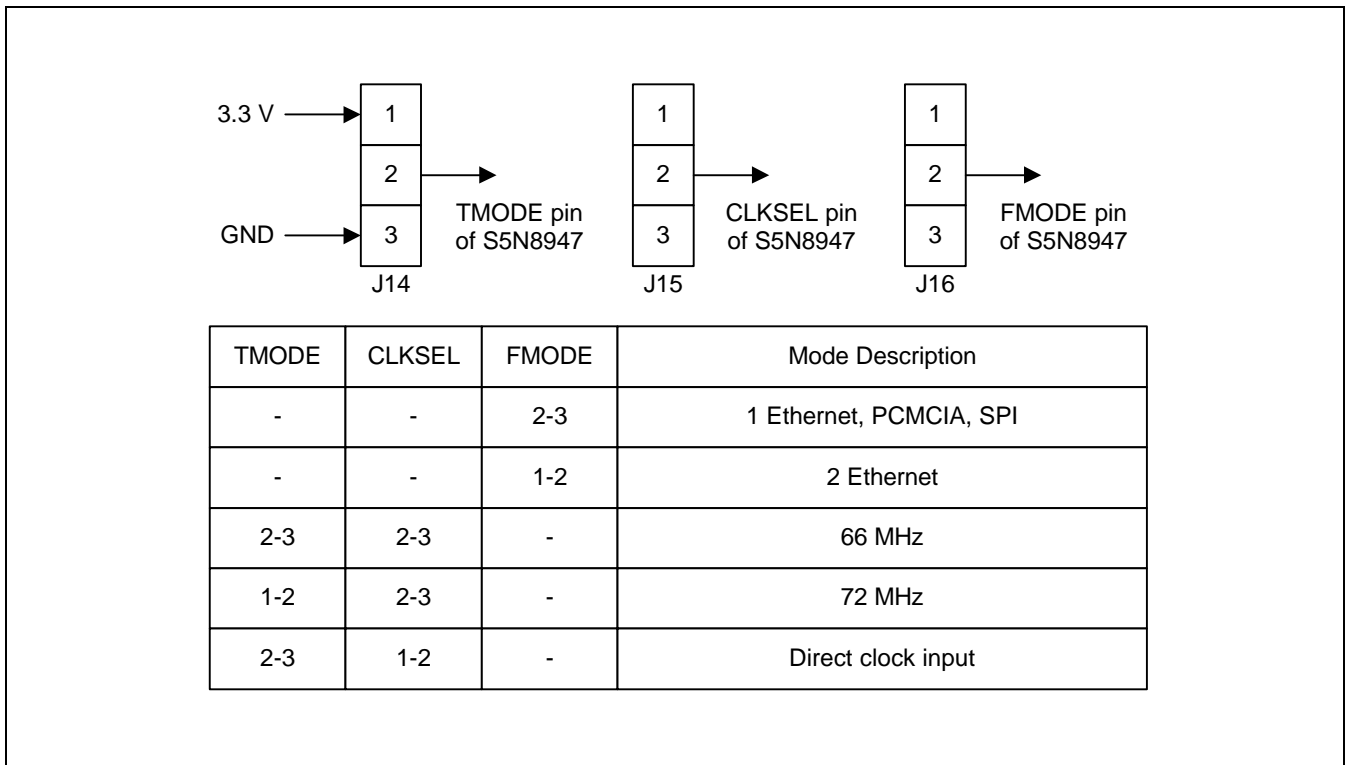 3.3 V
1
1
1
2
2
2
TMODE pin
of S5N8947
CLKSEL pin
of S5N8947
FMODE pin
of S5N8947
GND
3
3
3
J14
J15
J16
TMODE CLKSEL FMODE Mode Description
- - 2-3 1 Ethernet, PCMCIA, SPI
- - 1-2 2 Ethernet
2-3 2-3 - 66 MHz
1-2 2-3 - 72 MHz
2-3 1-2 - Direct clock input